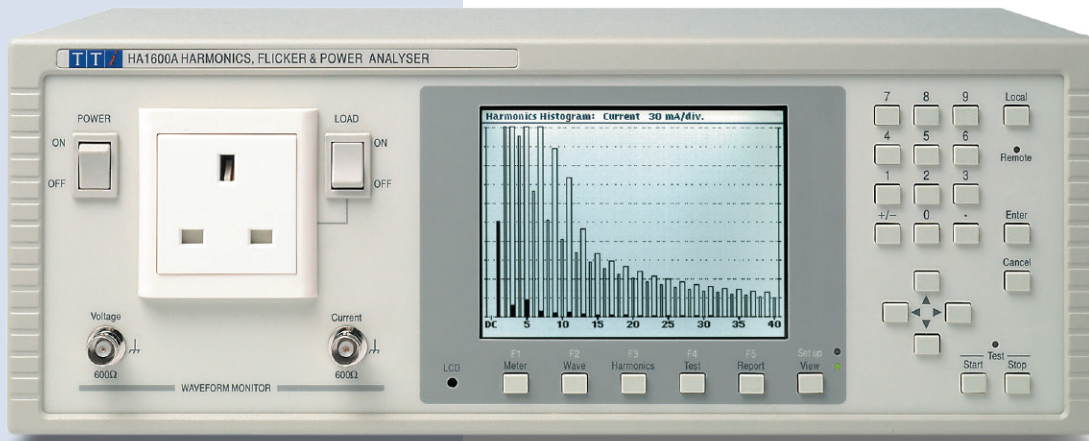 TTi HA1600A HARMONICS, FLICKER & POWER ANALYSER
POWER
ON
OFF
LOAD
ON
OFF
Voltage
600Ω
Current
600Ω
WAVEFORM MONITOR
Harmonics Histogram: Current 30 mA/div.
DC 5 10 15 20 25 30 35 40
LCD
F1 F2 F3 F4 F5 Set up
Meter Wave Harmonics Test Report View
7 8 9 Local
4 5 6 Remote
1 2 3
+/− 0 . Enter
Cancel
Test
Start Stop